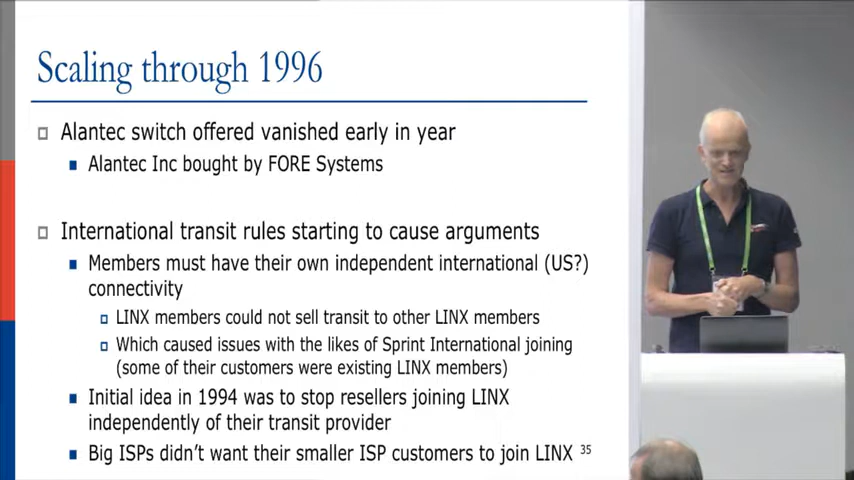 Scaling through 1996
Alantec switch offered vanished early in year
Alantec Inc bought by FORE Systems
International transit rules starting to cause arguments
Members must have their own independent international (US?)
connectivity
LINX members could not sell transit to other LINX members
Which caused issues with the likes of Sprint International joining
(some of their customers were existing LINX members)
Initial idea in 1994 was to stop resellers joining LINX
independently of their transit provider
Big ISPs didn't want their smaller ISP customers to join LINX
35